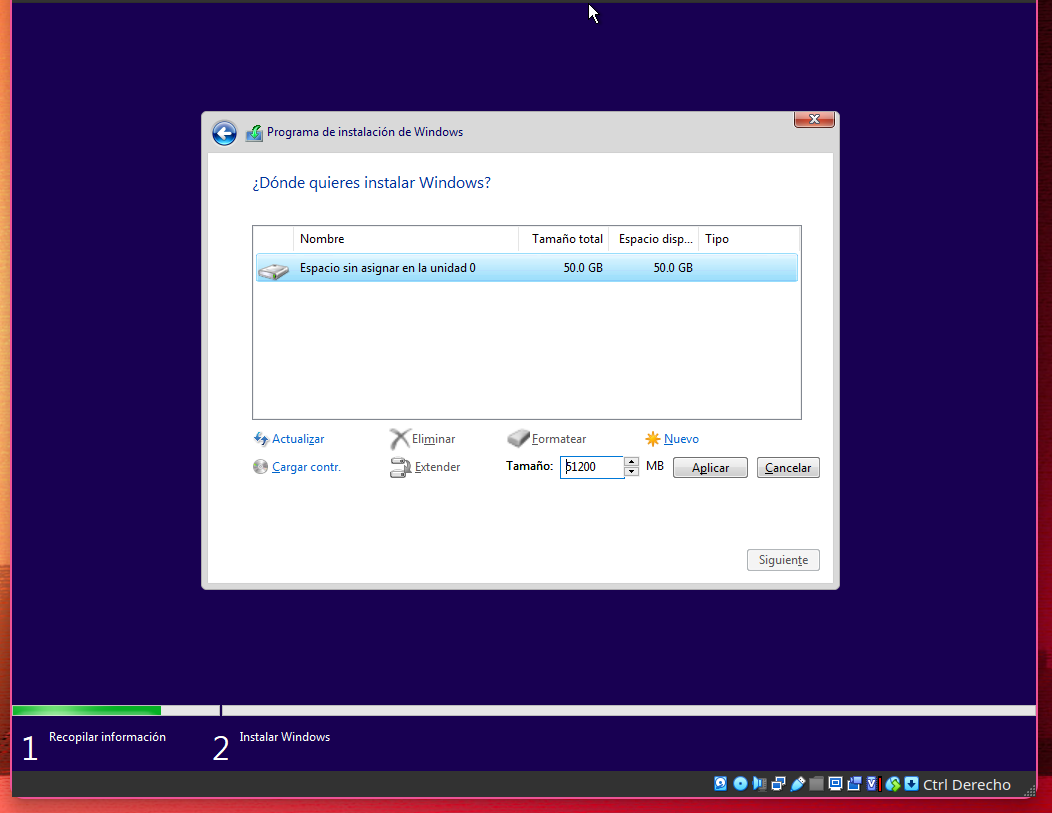 Programa de instalación de Windows
¿Dónde quieres instalar Windows?
Nombre Tamaño total Espacio disp... Tipo
Espacio sin asignar en la unidad 0 50.0 GB 50.0 GB
Actualizar Eliminar Formatear Nuevo
Cargar contr. Extender Tamaño: 51200 MB Aplicar Cancelar
Siguiente
1 Recopilar información 2 Instalar Windows
Ctrl Derecho